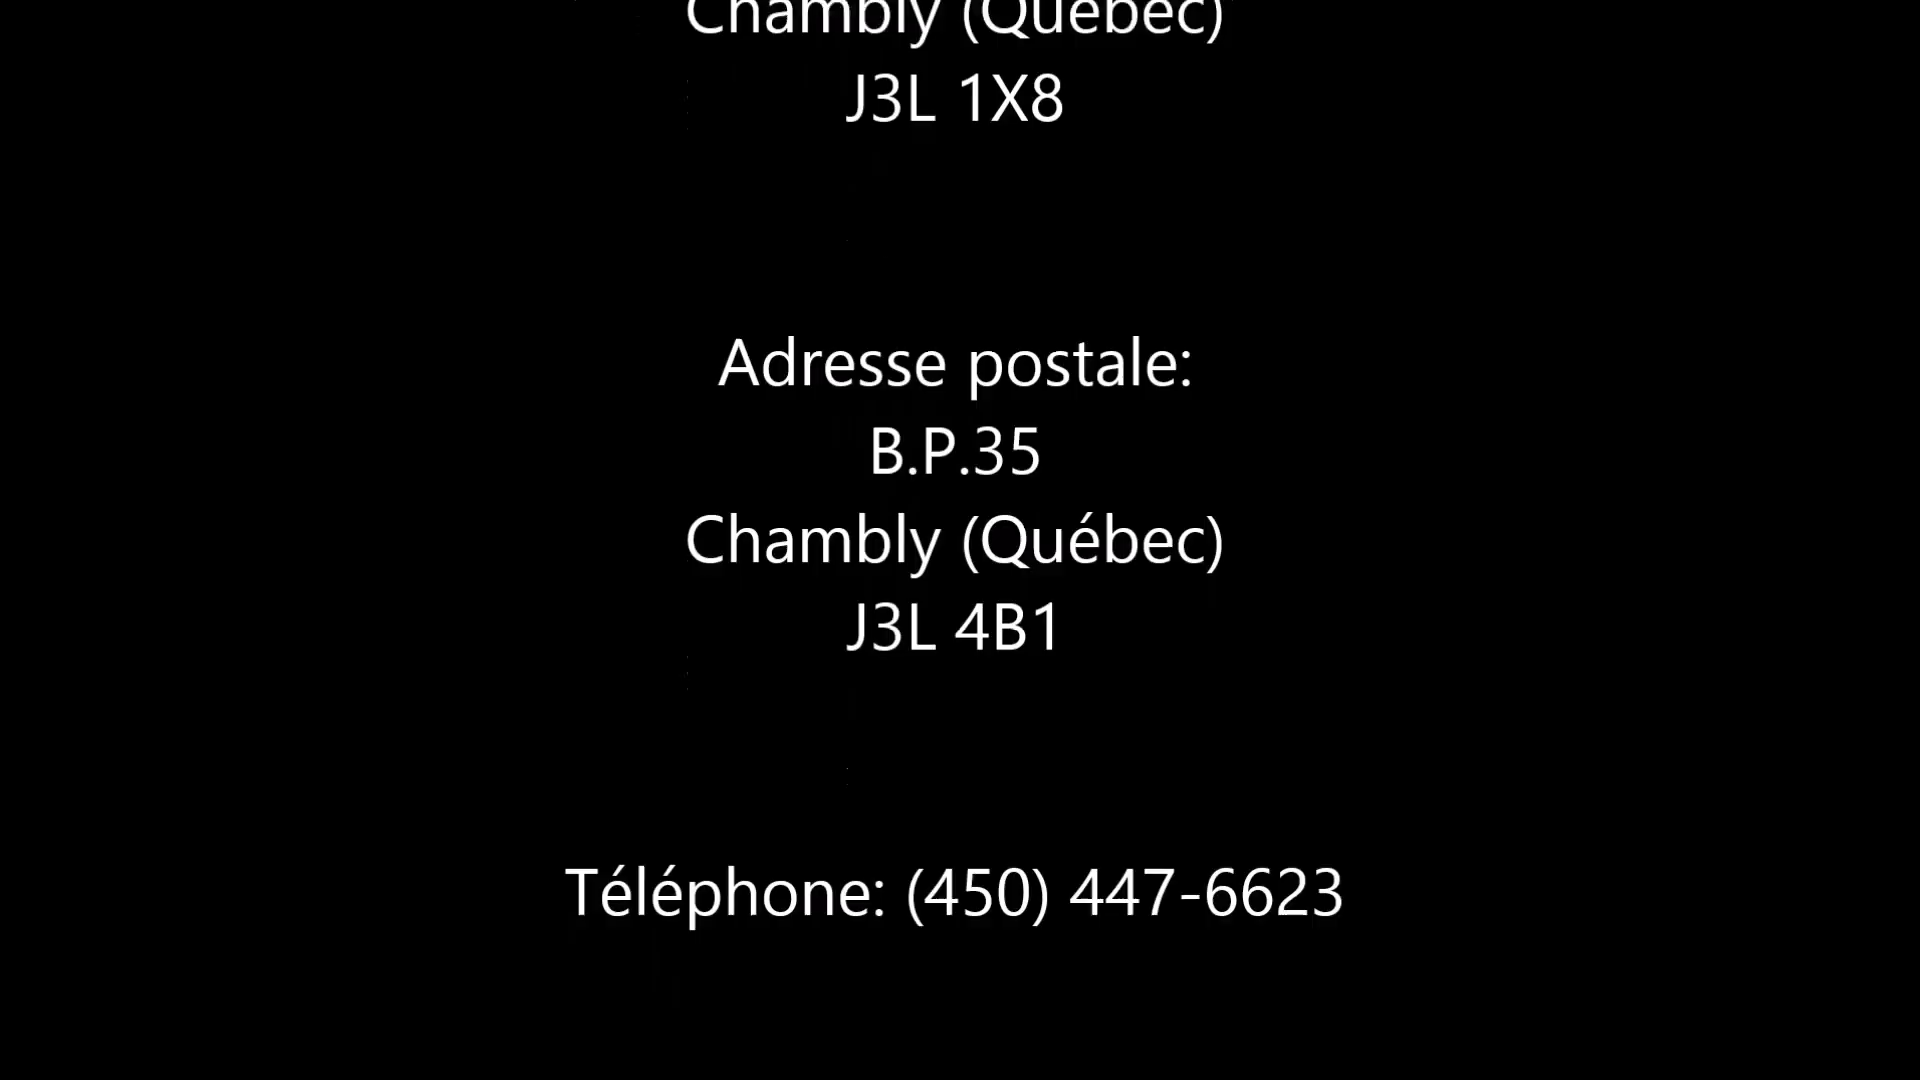 Chambly (Québec)
J3L 1X8
Adresse postale:
B.P.35
Chambly (Québec)
J3L 4B1
Téléphone: (450) 447-6623